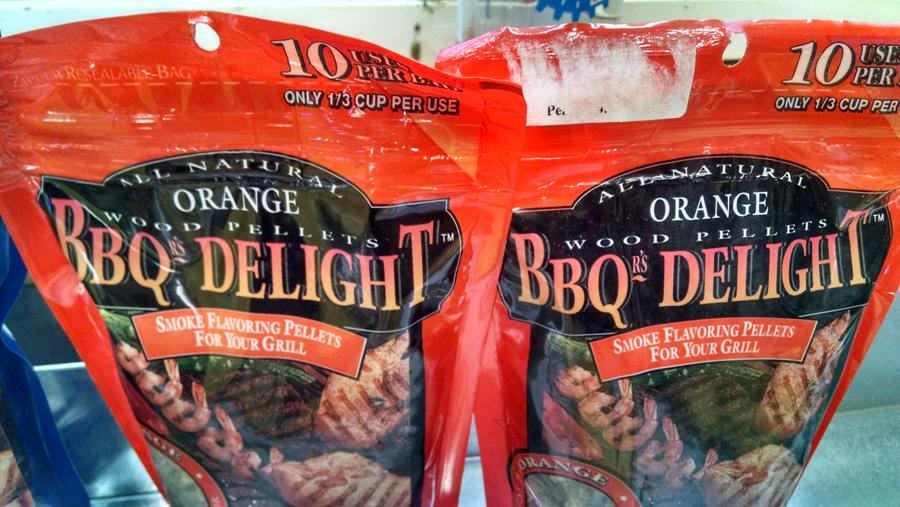 ZIPPER RESEALABLE BAG
10 USES PER BAG
ONLY 1/3 CUP PER USE
ALL NATURAL
ORANGE
WOOD PELLETS
BBQR'S DELIGHT™
SMOKE FLAVORING PELLETS
FOR YOUR GRILL
10 USES
PER
ONLY 1/3 CUP PER
ALL NATURAL
ORANGE
WOOD PELLETS
BBQR'S DELIGHT™
SMOKE FLAVORING PELLETS
FOR YOUR GRILL
ORANGE